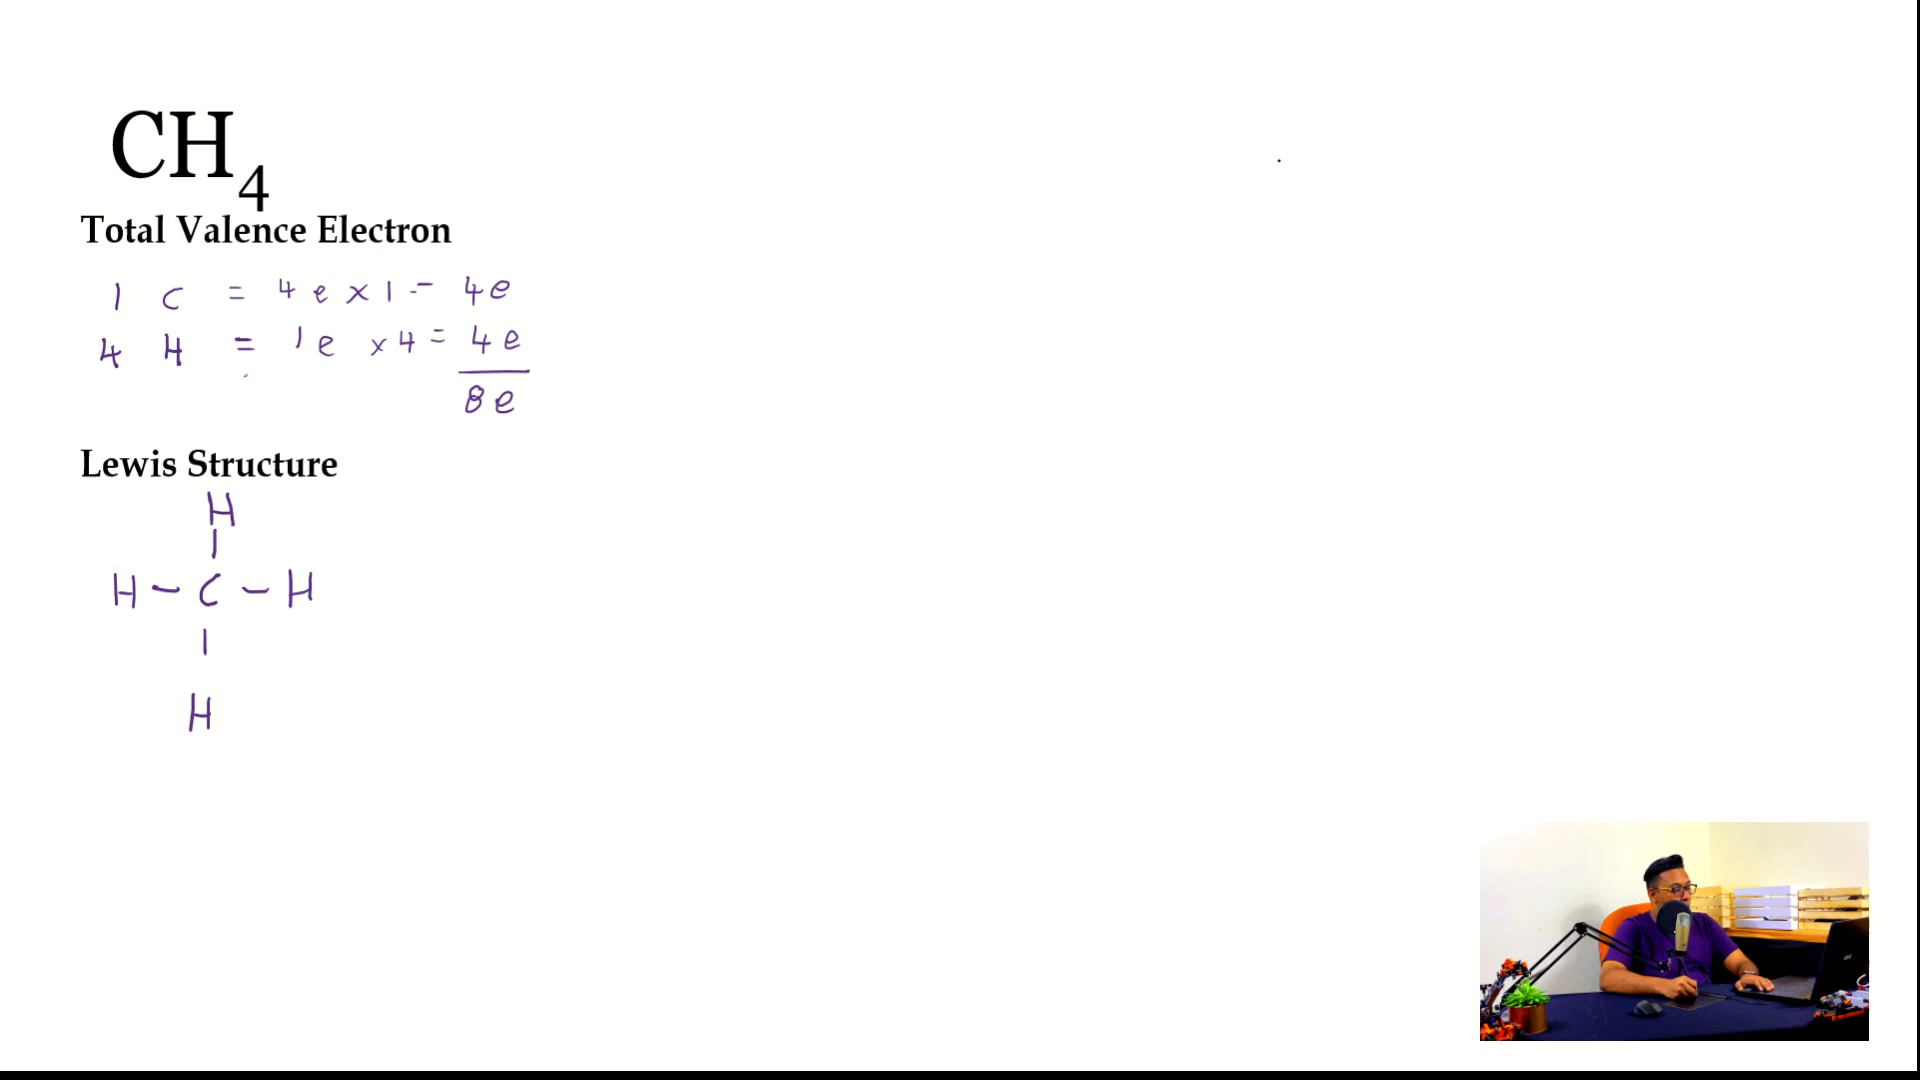 CH4
Total Valence Electron
1 C = 4 e x 1 = 4e
4 H = 1 e x 4 = 4 e
8 e
Lewis Structure
H
|
H – C – H
|
H